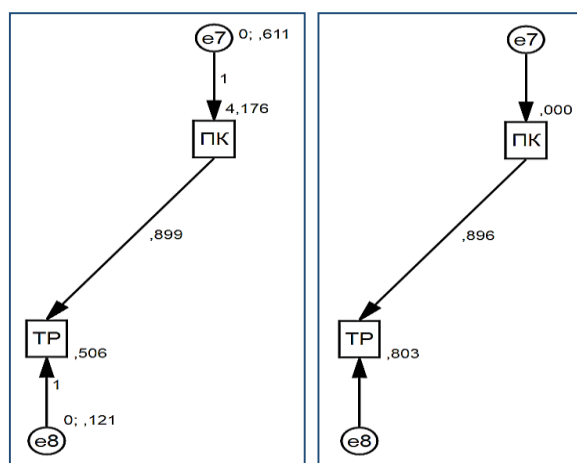 e7 0; ,611
1
4,176
ПК
,899
ТР
,506
1
0; ,121
e8
e7
,000
ПК
,896
ТР
,803
e8